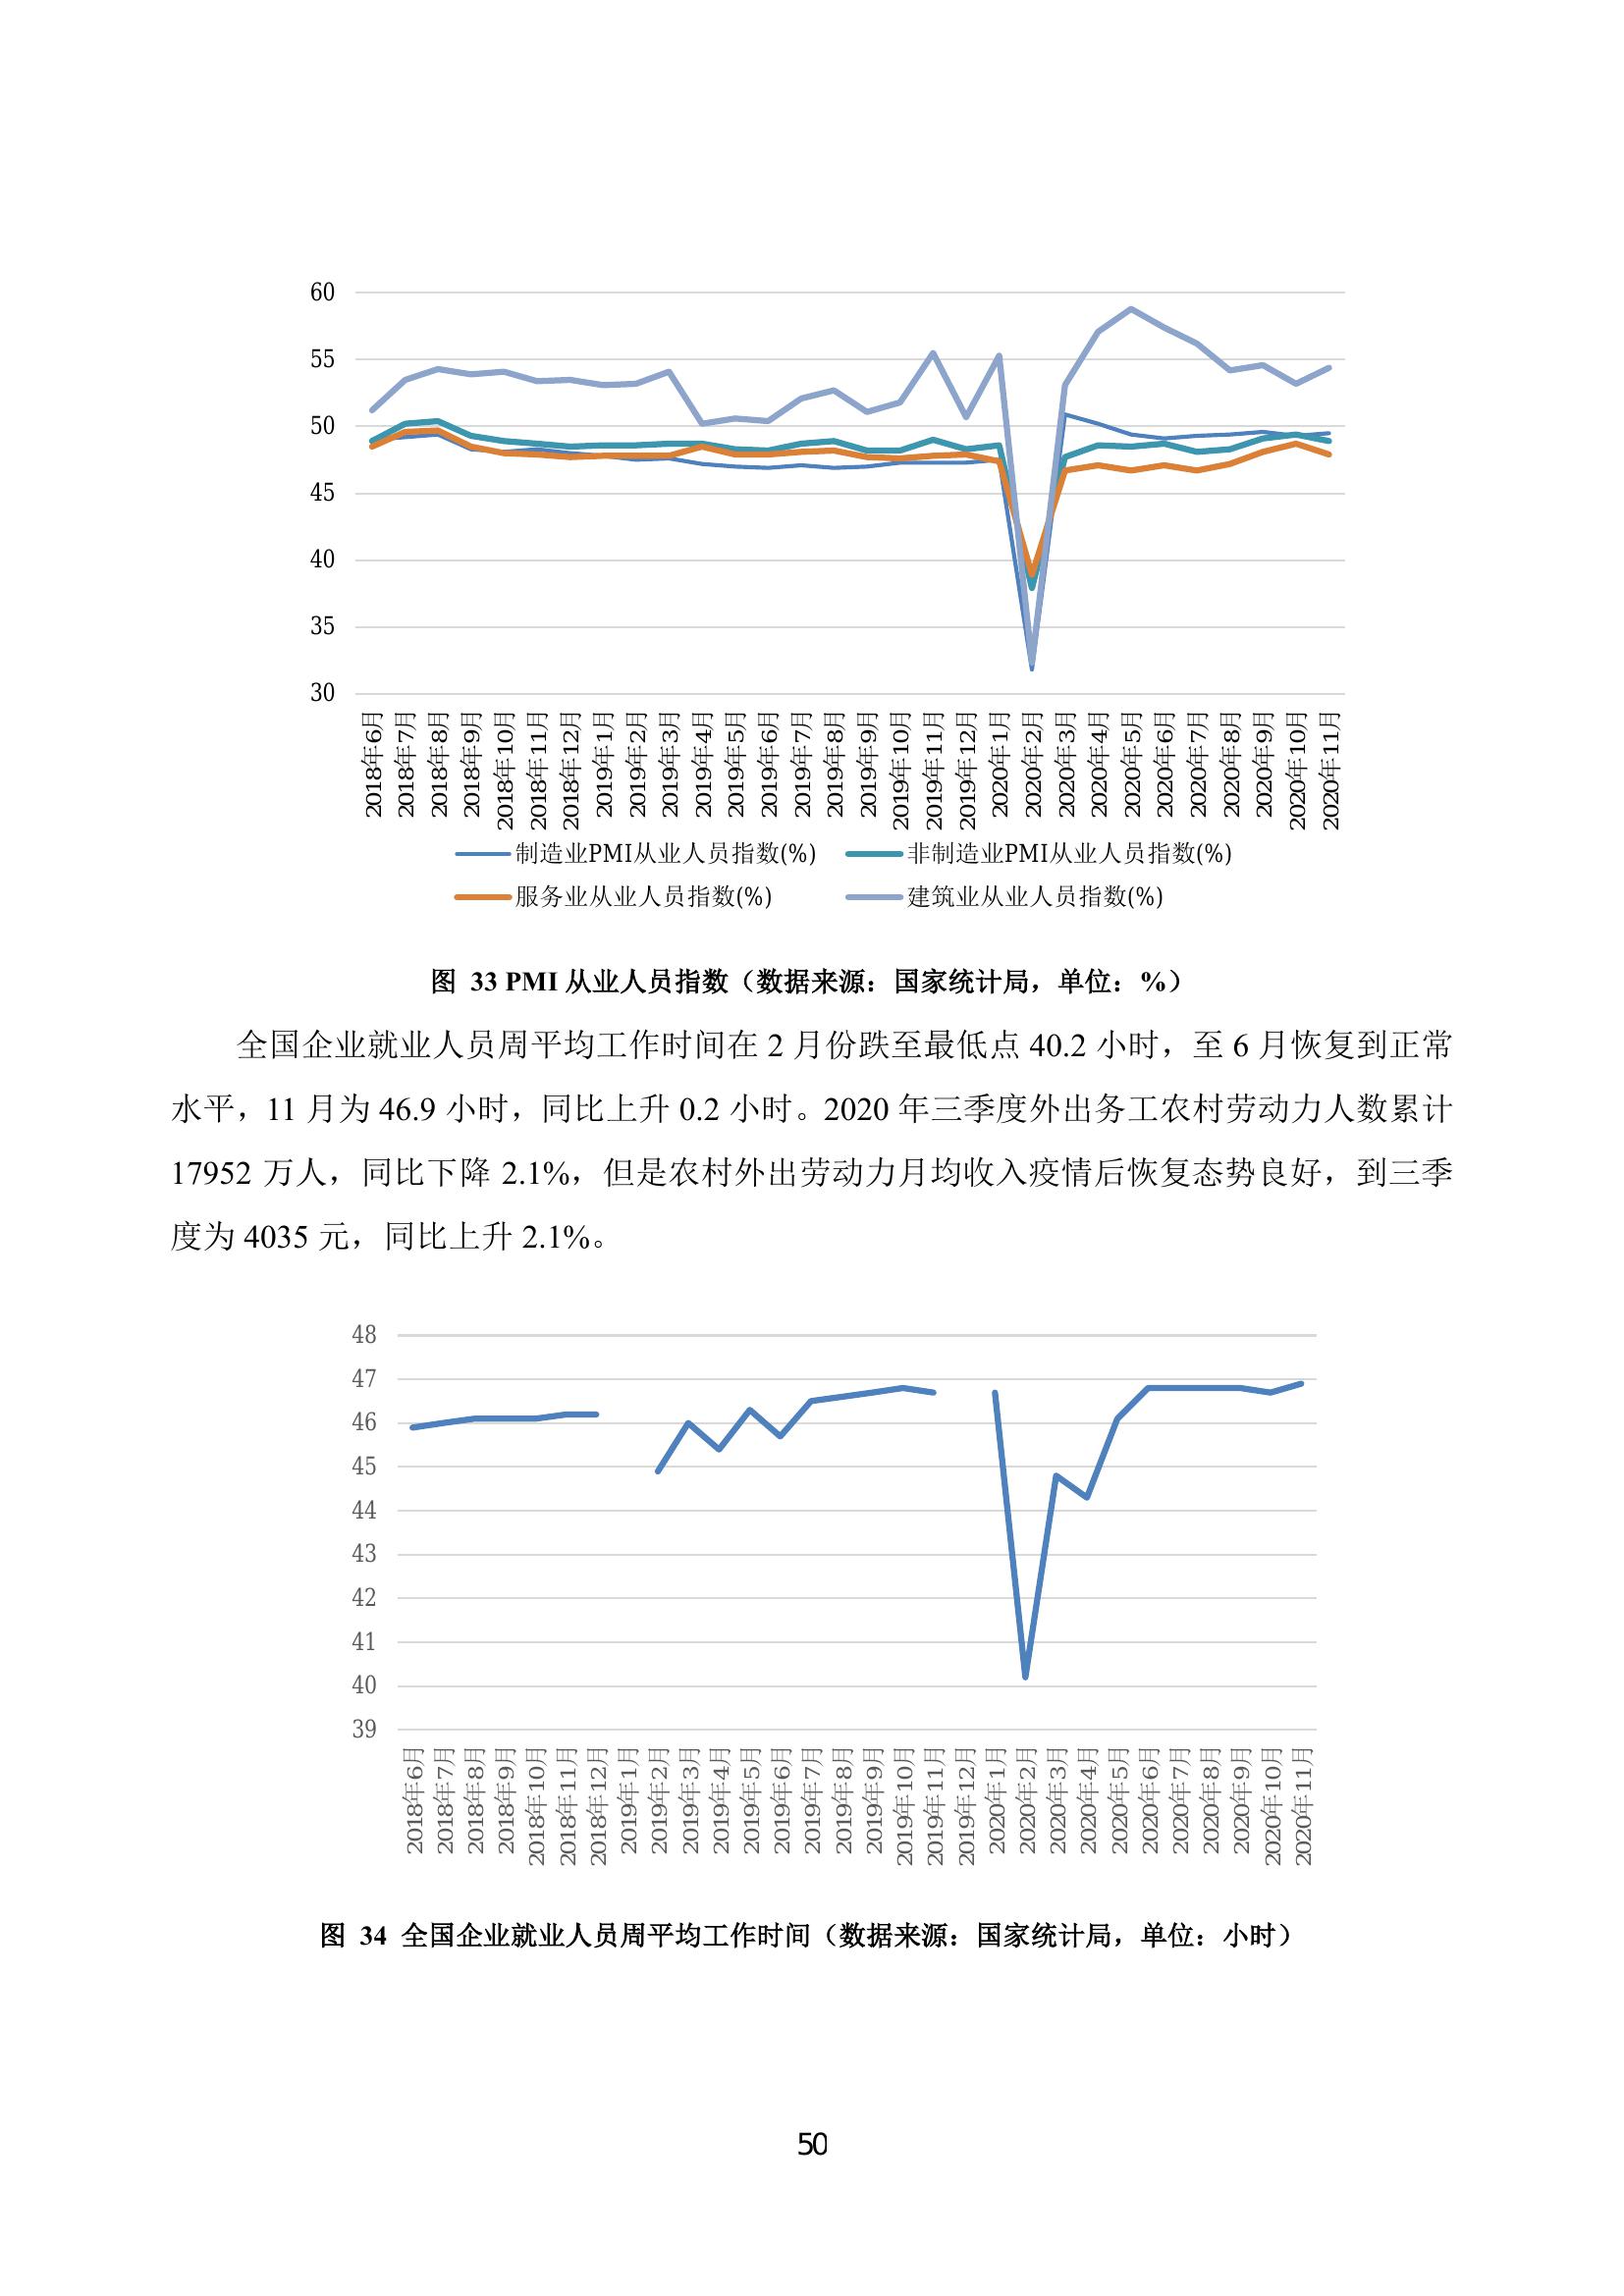 60
55
50
45
40
35
30
2018年6月
2018年7月
2018年8月
2018年9月
2018年10月
2018年11月
2018年12月
2019年1月
2019年2月
2019年3月
2019年4月
2019年5月
2019年6月
2019年7月
2019年8月
2019年9月
2019年10月
2019年11月
2019年12月
2020年1月
2020年2月
2020年3月
2020年4月
2020年5月
2020年6月
2020年7月
2020年8月
2020年9月
2020年10月
2020年11月
制造业PMI从业人员指数(%) 非制造业PMI从业人员指数(%)
服务业从业人员指数(%) 建筑业从业人员指数(%)
图 33 PMI 从业人员指数（数据来源：国家统计局，单位：%）
全国企业就业人员周平均工作时间在 2 月份跌至最低点 40.2 小时，至 6 月恢复到正常
水平，11 月为 46.9 小时，同比上升 0.2 小时。2020 年三季度外出务工农村劳动力人数累计
17952 万人，同比下降 2.1%，但是农村外出劳动力月均收入疫情后恢复态势良好，到三季
度为 4035 元，同比上升 2.1%。
48
47
46
45
44
43
42
41
40
39
2018年6月
2018年7月
2018年8月
2018年9月
2018年10月
2018年11月
2018年12月
2019年1月
2019年2月
2019年3月
2019年4月
2019年5月
2019年6月
2019年7月
2019年8月
2019年9月
2019年10月
2019年11月
2019年12月
2020年1月
2020年2月
2020年3月
2020年4月
2020年5月
2020年6月
2020年7月
2020年8月
2020年9月
2020年10月
2020年11月
图 34 全国企业就业人员周平均工作时间（数据来源：国家统计局，单位：小时）
50